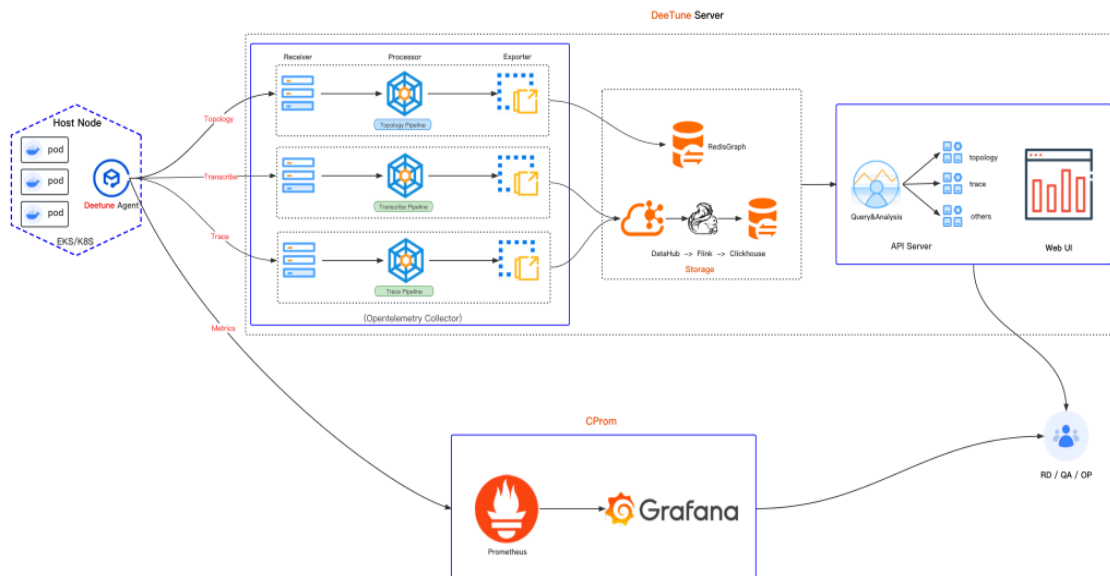 DeeTune Server
Receiver
Processor
Exporter
Topology Pipeline
Host Node
pod
pod
pod
Deetune Agent
EKS/K8S
Topology
Transcribe
Trace
Metrics
Transcribe Pipeline
Trace Pipeline
(Opentelemetry Collector)
RedisGraph
DataHub -> Flink -> Clickhouse
Storage
Query&Analysis
topology
trace
others
API Server
Web UI
CProm
Prometheus
Grafana
RD / QA / OP